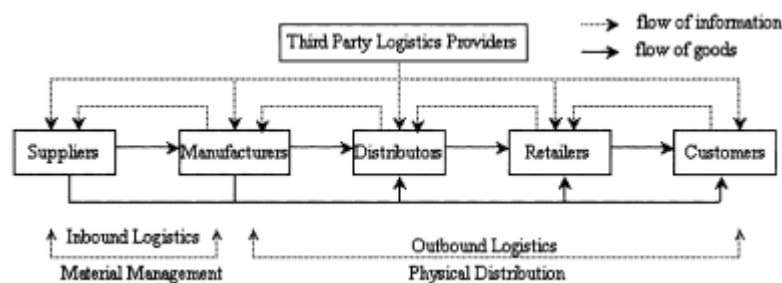 flow of information
Third Party Logistics Providers
flow of goods
Suppliers
Manufacturers
Distributors
Retailers
Customers
Inbound Logistics
Outbound Logistics
Material Management
Physical Distribution